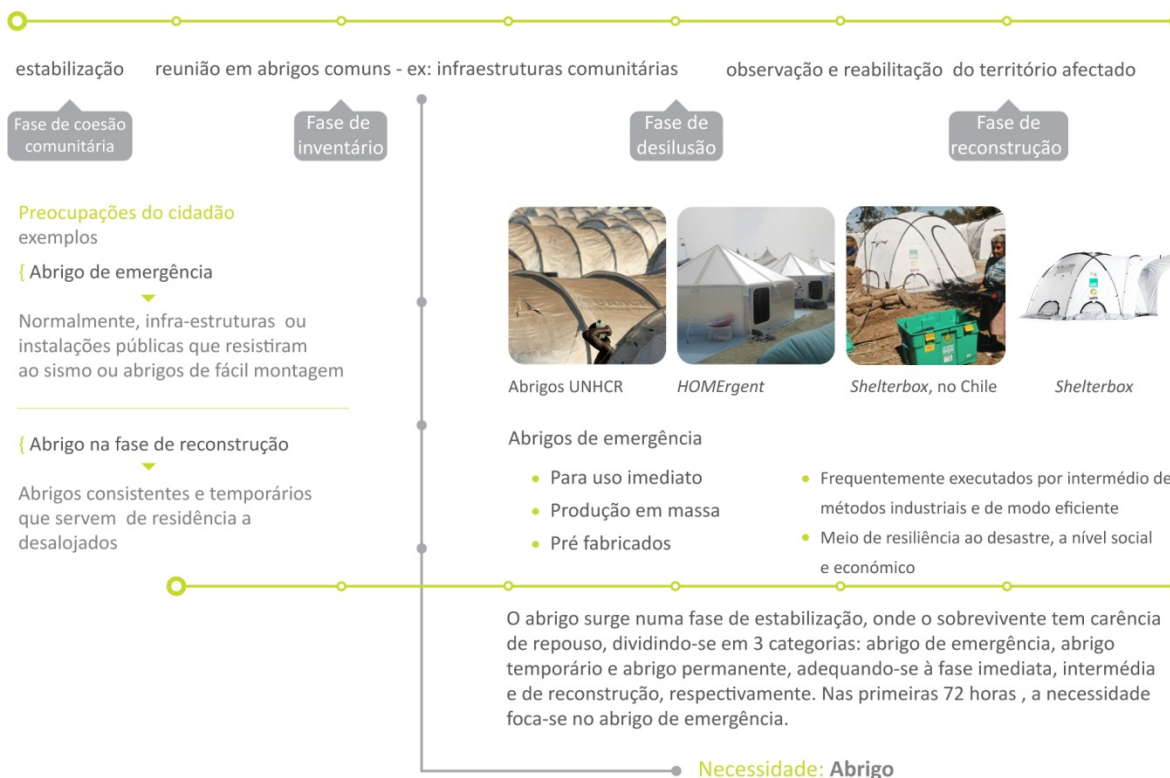 estabilização
reunião em abrigos comuns - ex: infraestruturas comunitárias
observação e reabilitação do território afectado
Fase de coesão
comunitária
Fase de
inventário
Fase de
desilusão
Fase de
reconstrução
Preocupações do cidadão
exemplos
{ Abrigo de emergência
Normalmente, infra-estruturas ou
instalações públicas que resistiram
ao sismo ou abrigos de fácil montagem
{ Abrigo na fase de reconstrução
Abrigos consistentes e temporários
que servem de residência a
desalojados
Abrigos UNHCR
HOMErgent
Shelterbox, no Chile
Shelterbox
Abrigos de emergência
• Para uso imediato
• Produção em massa
• Pré fabricados
• Frequentemente executados por intermédio de
métodos industriais e de modo eficiente
• Meio de resiliência ao desastre, a nível social
e económico
O abrigo surge numa fase de estabilização, onde o sobrevivente tem carência
de repouso, dividindo-se em 3 categorias: abrigo de emergência, abrigo
temporário e abrigo permanente, adequando-se à fase imediata, intermédia
e de reconstrução, respectivamente. Nas primeiras 72 horas , a necessidade
foca-se no abrigo de emergência.
Necessidade: Abrigo